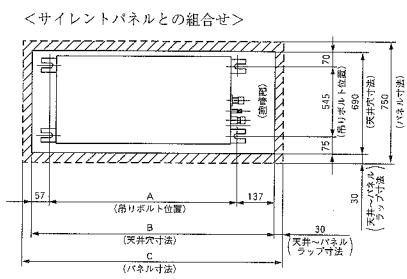 <サイレントパネルとの組合せ>
70
545
(吊りボルト位置)
75
690
(天井穴寸法)
750
(パネル寸法)
30
(天井〜パネル
ラップ寸法)
57
A
(吊りボルト位置)
137
B
(天井穴寸法)
30
(天井〜パネル
ラップ寸法)
C
(パネル寸法)